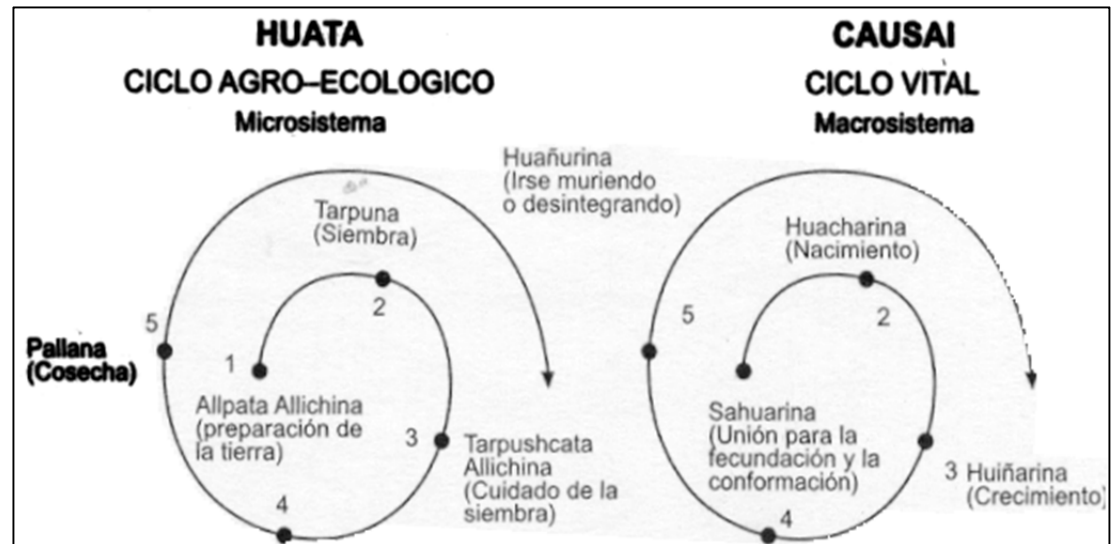 HUATA
CICLO AGRO–ECOLOGICO
Microsistema
Tarpuna
(Siembra)
2
5
Pallana
(Cosecha)
1
Allpata Allichina
(preparación de
la tierra)
3
Tarpushcata
Allichina
(Cuidado de la
siembra)
4
CAUSAI
CICLO VITAL
Macrosistema
Huañurina
(Irse muriendo
o desintegrando)
Huacharina
(Nacimiento)
2
5
Sahuarina
(Unión para la
fecundación y la
conformación)
3 Huiñarina
(Crecimiento)
4